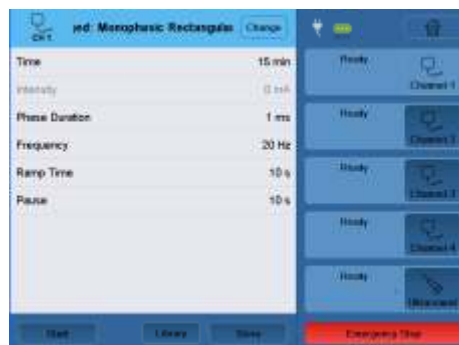 CH 1
ed: Monophasic Rectangular
Change
Time 15 min
Intensity 0 mA
Phase Duration 1 ms
Frequency 20 Hz
Ramp Time 10 s
Pause 10 s
Start
Library
Ready
Channel 1
Ready
Channel 2
Ready
Channel 3
Ready
Channel 4
Ready
Ultrasound
Emergency Stop